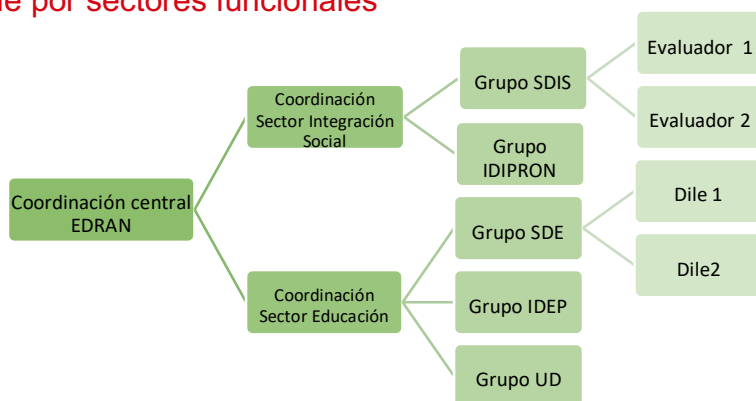 e por sectores funcionales
Coordinación central
EDRAN
Coordinación
Sector Integración
Social
Grupo SDIS
Evaluador 1
Evaluador 2
Grupo
IDIPRON
Coordinación
Sector Educación
Grupo SDE
Dile 1
Dile2
Grupo IDEP
Grupo UD